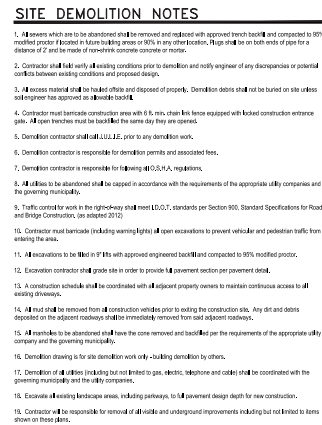 SITE DEMOLITION NOTES
1. All sewers which are to be abandoned shall be removed and replaced with approved trench backfill and compacted to 95%
modified proctor if located in future building areas or 90% in any other location. Plugs shall be on both ends of pipe for a
distance of 2' and be made of non-shrink concrete concrete or mortar.
2. Contractor shall field verify all existing conditions prior to demolition and notify engineer of any discrepancies or potential
conflicts between existing conditions and proposed design.
3. All excess material shall be hauled offsite and disposed of properly. Demolition debris shall not be buried on site unless
soil engineer has approved as allowable backfill.
4. Contractor must barricade construction area with 6 ft. min. chain link fence equipped with locked construction entrance
gate. All open trenches must be backfilled the same day they are opened.
5. Demolition contractor shall call J.U.L.I.E. prior to any demolition work.
6. Demolition contractor is responsible for demolition permits and associated fees.
7. Demolition contractor is responsible for following all O.S.H.A. regulations.
8. All utilities to be abandoned shall be capped in accordance with the requirements of the appropriate utility companies and
the governing municipality.
9. Traffic control for work in the right-of-way shall meet I.D.O.T. standards per Section 900, Standard Specifications for Road
and Bridge Construction, (as adapted 2012)
10. Contractor must barricade (including warning lights) all open excavations to prevent vehicular and pedestrian traffic from
entering the area.
11. All excavations to be filled in 9" lifts with approved engineered backfill and compacted to 95% modified proctor.
12. Excavation contractor shall grade site in order to provide full pavement section per pavement detail.
13. A construction schedule shall be coordinated with all adjacent property owners to maintain continuous access to all
existing driveways.
14. All mud shall be removed from all construction vehicles prior to exiting the construction site. Any dirt and debris
deposited on the adjacent roadways shall be immediately removed from said adjacent roadways.
15. All manholes to be abandoned shall have the cone removed and backfilled per the requirements of the appropriate utility
company and the governing municipality.
16. Demolition drawing is for site demolition work only - building demolition by others.
17. Demolition of all utilities (including but not limited to gas, electric, telephone and cable) shall be coordinated with the
governing municipality and the utility companies.
18. Excavate all existing landscape areas, including parkways, to full pavement design depth for new construction.
19. Contractor will be responsible for removal of all visible and underground improvements including but not limited to items
shown on these plans.